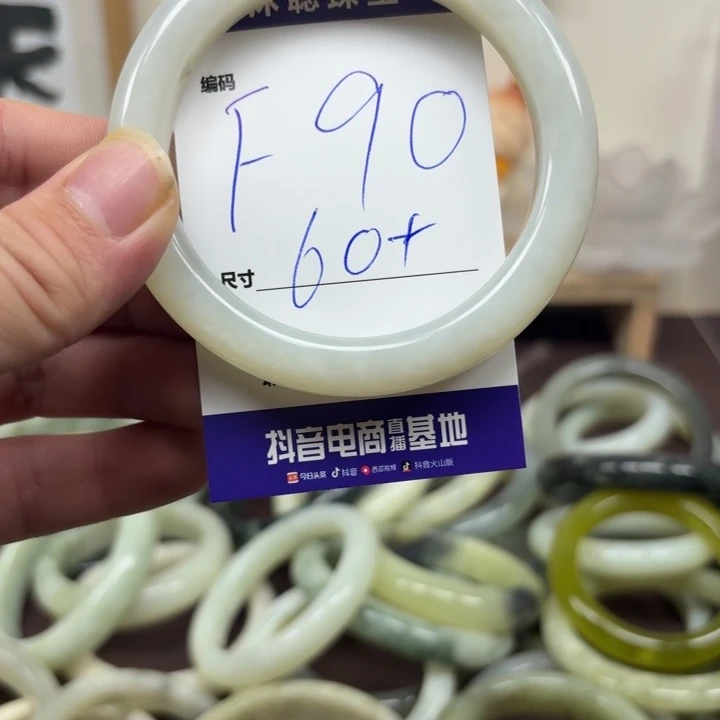 编码
F 90
尺寸 60+
抖音电商直播基地
今日头条 抖音 西瓜视频 抖音火山版